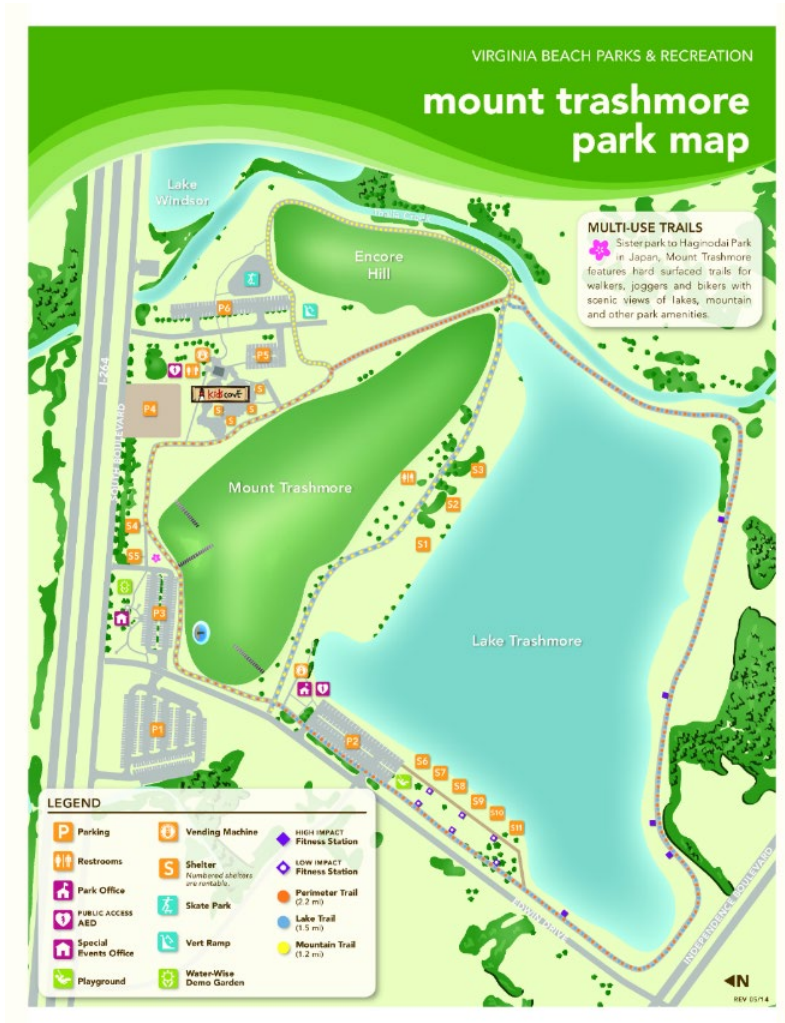 VIRGINIA BEACH PARKS & RECREATION
mount trashmore
park map
Lake
Windsor
Encore
Hill
MULTI-USE TRAILS
Sister park to Haginodai Park
in Japan, Mount Trashmore
features hard surfaced trails for
walkers, joggers and bikers with
scenic views of lakes, mountain
and other park amenities.
P6
P5
I-264
SOUTH BOULEVARD
P4
kids cove
S
S
S
S
Mount Trashmore
S3
S2
S1
S4
S5
P3
Lake Trashmore
P1
P2
S6
S7
S8
S9
S10
S11
EDWIN DRIVE
INDEPENDENCE BOULEVARD
LEGEND
P Parking
Restrooms
Park Office
PUBLIC ACCESS
AED
Special
Events Office
Playground
Vending Machine
S Shelter
Numbered shelters
are rentable.
Skate Park
Vert Ramp
Water-Wise
Demo Garden
HIGH IMPACT
Fitness Station
LOW IMPACT
Fitness Station
Perimeter Trail
(2.2 mi)
Lake Trail
(1.5 mi)
Mountain Trail
(1.2 mi)
N
REV 05/14